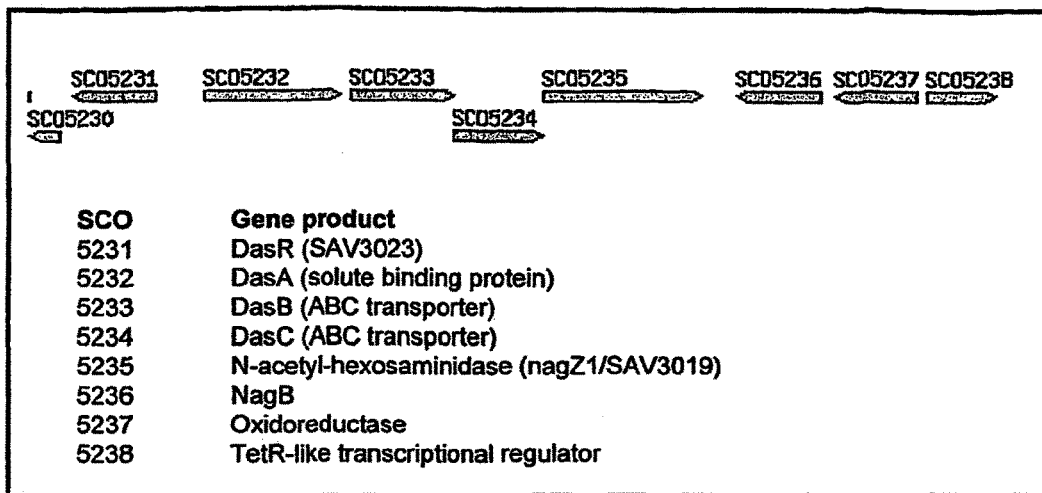 SCO5231 SCO5232 SCO5233 SCO5235 SCO5236 SCO5237 SCO5238
SCO5230 SCO5234
SCO Gene product
5231 DasR (SAV3023)
5232 DasA (solute binding protein)
5233 DasB (ABC transporter)
5234 DasC (ABC transporter)
5235 N-acetyl-hexosaminidase (nagZ1/SAV3019)
5236 NagB
5237 Oxidoreductase
5238 TetR-like transcriptional regulator